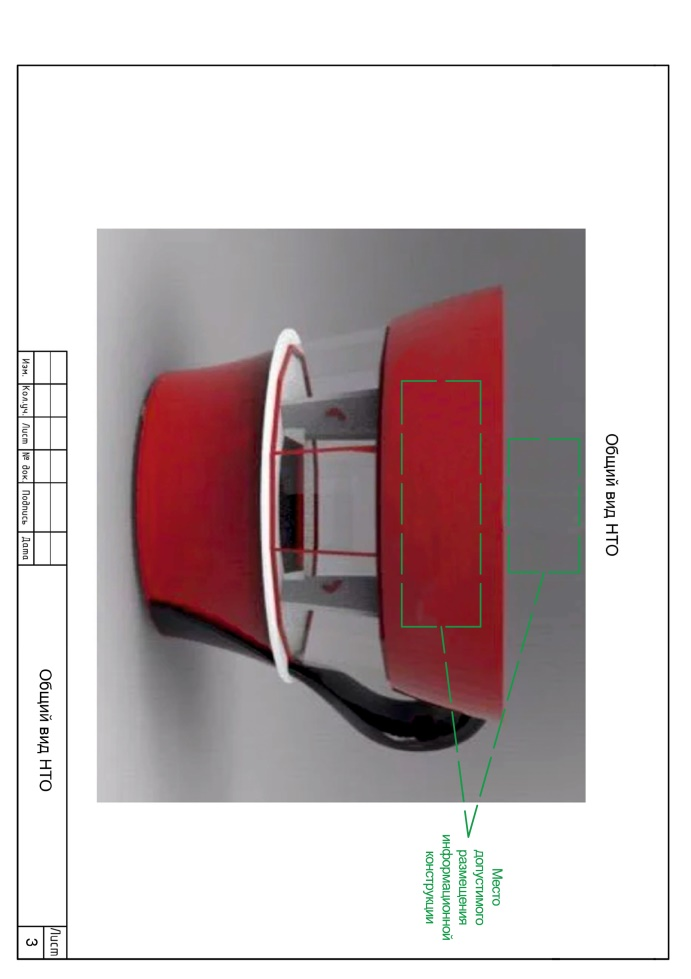 Общий вид НТО
Место
допустимого
размещения
информационной
конструкции
Изм. Кол.уч. Лист № док. Подпись Дата
Общий вид НТО
Лист
3